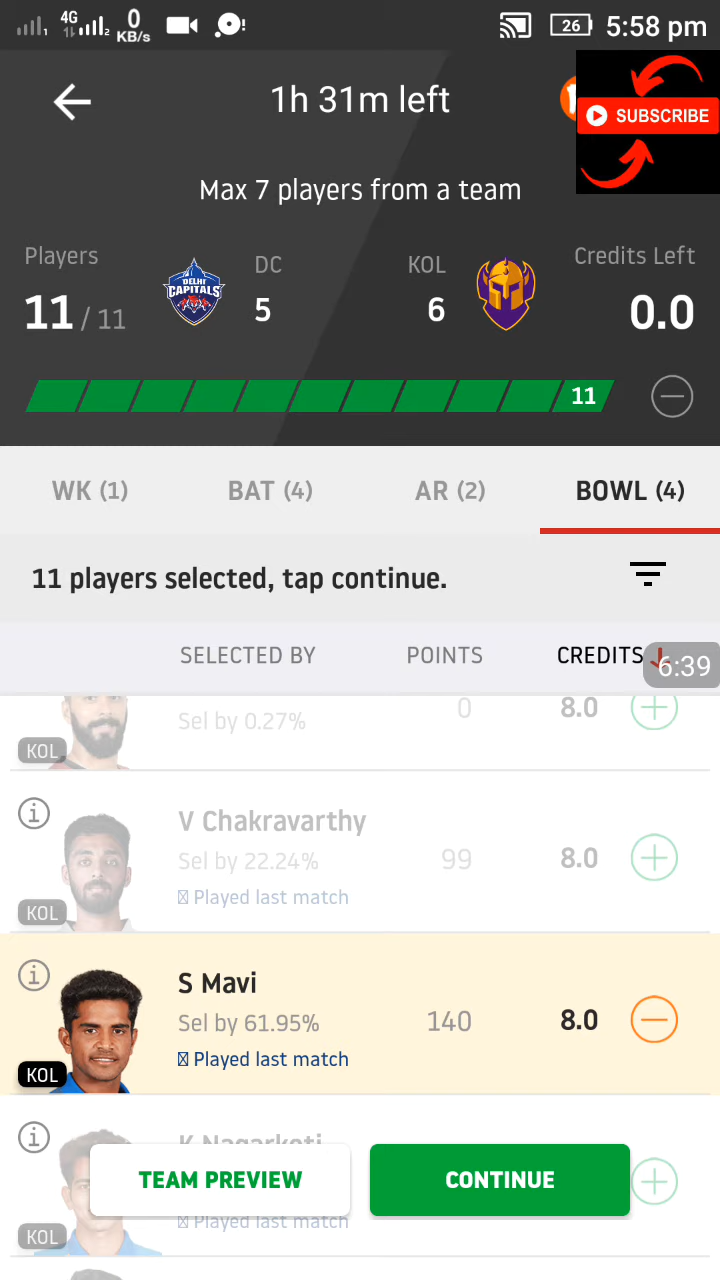 4G
1
2
0
KB/s
26
5:58 pm
1h 31m left
SUBSCRIBE
Max 7 players from a team
Players
DC
KOL
Credits Left
DELHI
CAPITALS
11 / 11
5
6
0.0
11
WK (1)
BAT (4)
AR (2)
BOWL (4)
11 players selected, tap continue.
SELECTED BY
POINTS
CREDITS
6:39
Sel by 0.27%
0
8.0
KOL
V Chakravarthy
Sel by 22.24%
99
8.0
Played last match
KOL
S Mavi
Sel by 61.95%
140
8.0
Played last match
KOL
K Nagarkoti
TEAM PREVIEW
CONTINUE
Played last match
KOL